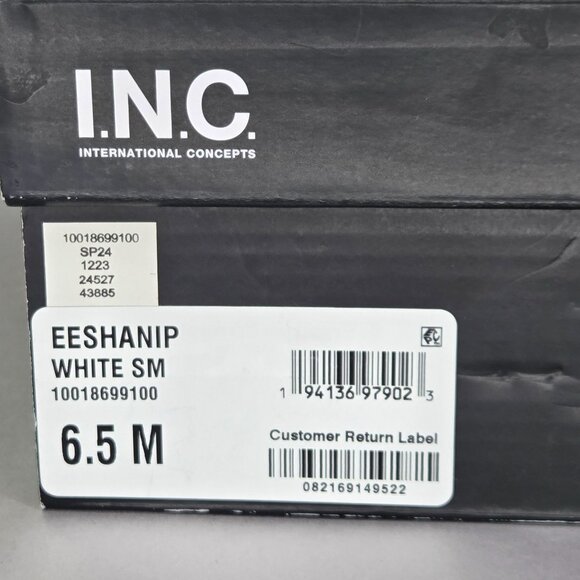 I.N.C.
INTERNATIONAL CONCEPTS
10018699100
SP24
1223
24527
43885
EESHANIP
WHITE SM
10018699100
6.5 M
1 94136 97902 3
Customer Return Label
082169149522